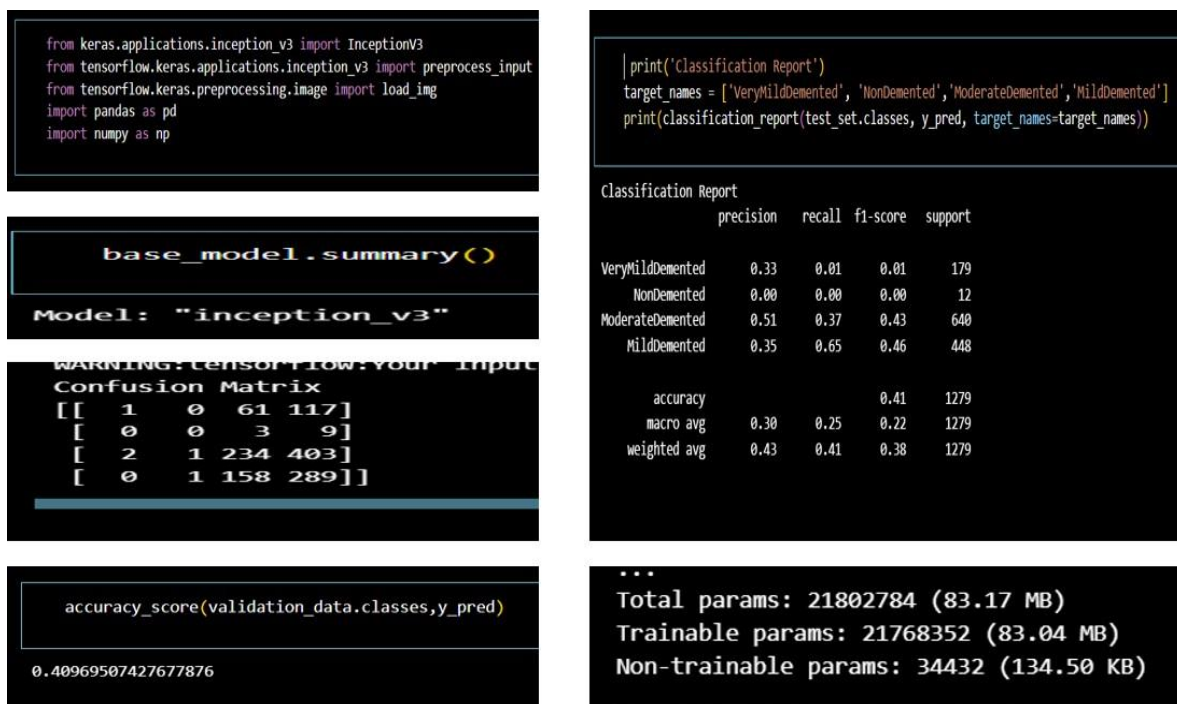 from keras.applications.inception_v3 import InceptionV3
from tensorflow.keras.applications.inception_v3 import preprocess_input
from tensorflow.keras.preprocessing.image import load_img
import pandas as pd
import numpy as np
base_model.summary()
Model: "inception_v3"
WARNING:tensorflow:Your input
Confusion Matrix
[[ 1 0 61 117]
[ 0 0 3 9]
[ 2 1 234 403]
[ 0 1 158 289]]
accuracy_score(validation_data.classes,y_pred)
0.40969507427677876
print('Classification Report')
target_names = ['VeryMildDemented', 'NonDemented','ModerateDemented','MildDemented']
print(classification_report(test_set.classes, y_pred, target_names=target_names))
Classification Report
precision recall f1-score support
VeryMildDemented 0.33 0.01 0.01 179
NonDemented 0.00 0.00 0.00 12
ModerateDemented 0.51 0.37 0.43 640
MildDemented 0.35 0.65 0.46 448
accuracy 0.41 1279
macro avg 0.30 0.25 0.22 1279
weighted avg 0.43 0.41 0.38 1279
...
Total params: 21802784 (83.17 MB)
Trainable params: 21768352 (83.04 MB)
Non-trainable params: 34432 (134.50 KB)